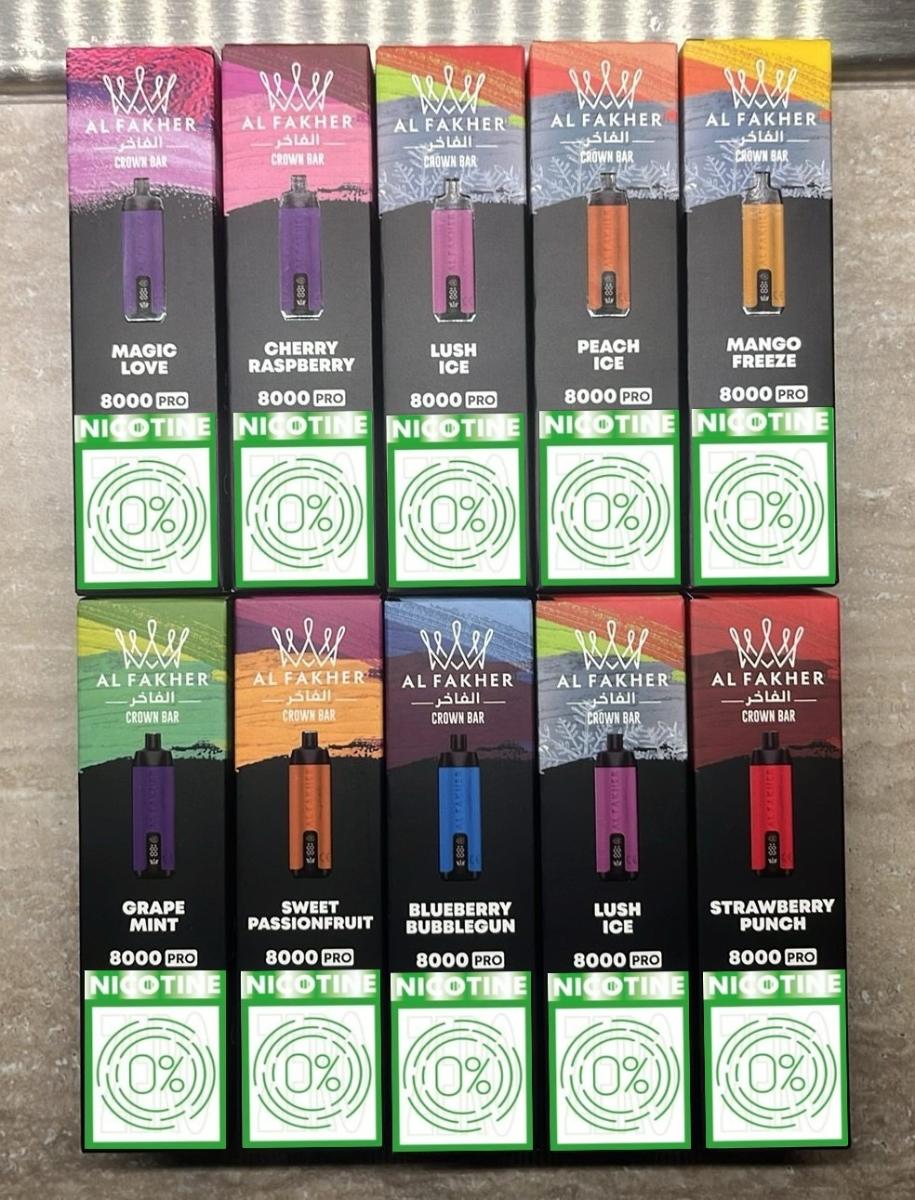 AL FAKHER
الفاخر
CROWN BAR
MAGIC
LOVE
8000 PRO
NICOTINE
0%
AL FAKHER
الفاخر
CROWN BAR
CHERRY
RASPBERRY
8000 PRO
NICOTINE
0%
AL FAKHER
الفاخر
CROWN BAR
LUSH
ICE
8000 PRO
NICOTINE
0%
AL FAKHER
الفاخر
CROWN BAR
PEACH
ICE
8000 PRO
NICOTINE
0%
AL FAKHER
الفاخر
CROWN BAR
MANGO
FREEZE
8000 PRO
NICOTINE
0%
AL FAKHER
الفاخر
CROWN BAR
GRAPE
MINT
8000 PRO
NICOTINE
0%
AL FAKHER
الفاخر
CROWN BAR
SWEET
PASSIONFRUIT
8000 PRO
NICOTINE
0%
AL FAKHER
الفاخر
CROWN BAR
BLUEBERRY
BUBBLEGUN
8000 PRO
NICOTINE
0%
AL FAKHER
الفاخر
CROWN BAR
LUSH
ICE
8000 PRO
NICOTINE
0%
AL FAKHER
الفاخر
CROWN BAR
STRAWBERRY
PUNCH
8000 PRO
NICOTINE
0%